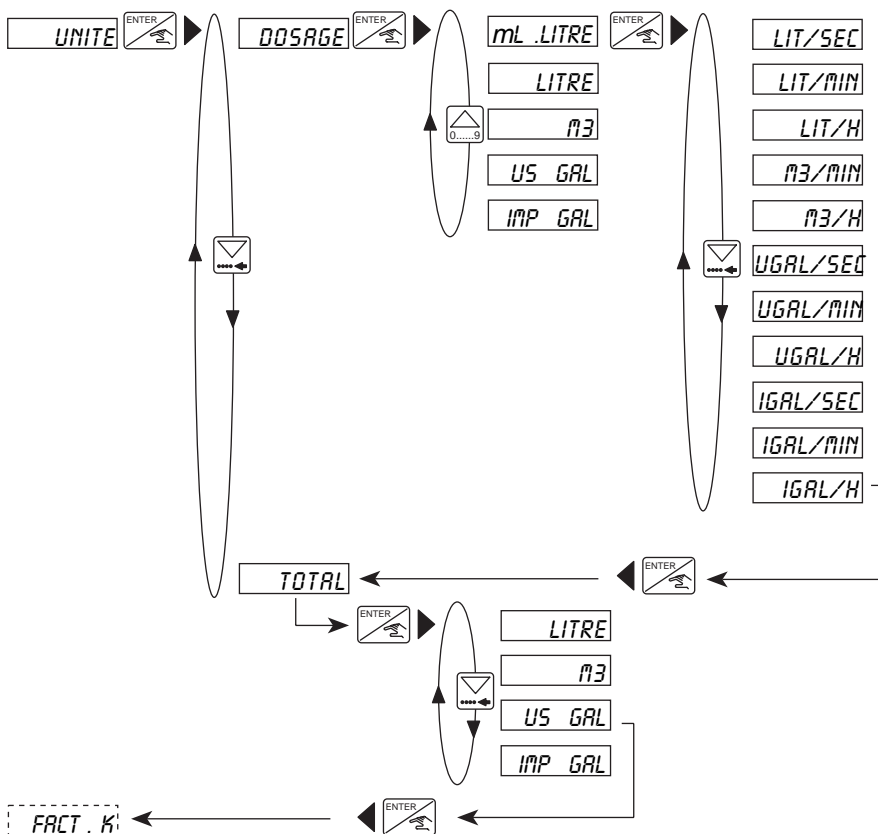 UNITE
ENTER
DOSAGE
ENTER
mL .LITRE
LITRE
M3
US GAL
IMP GAL
0......9
ENTER
LIT/SEC
LIT/MIN
LIT/H
M3/MIN
M3/H
UGAL/SEC
UGAL/MIN
UGAL/H
IGAL/SEC
IGAL/MIN
IGAL/H
TOTAL
ENTER
ENTER
LITRE
M3
US GAL
IMP GAL
FACT . K
ENTER